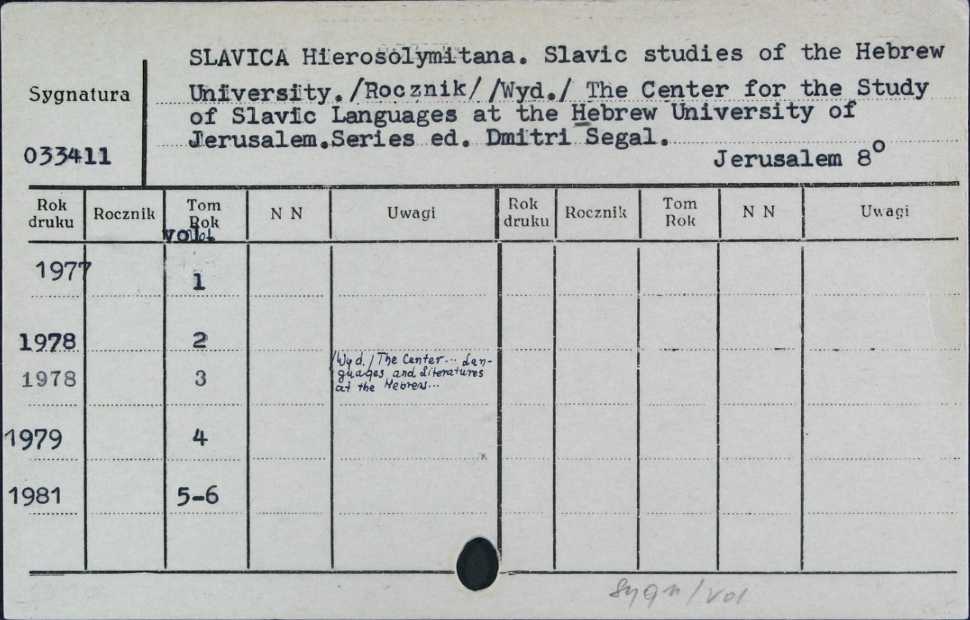 SLAVICA Hierosolymitana. Slavic studies of the Hebrew
Sygnatura
University. /Rocznik/ /Wyd./ The Center for the Study
of Slavic Languages at the Hebrew University of
Jerusalem. Series ed. Dmitri Segal.
033411
Jerusalem 8°
Rok druku Rocznik Tom Rok N N Uwagi Rok druku Rocznik Tom Rok N N Uwagi
vol.
1977 1
1978 2
1978 3 /Wyd./ The Center... Lan-
guages and Literatures
at the Hebrew...
1979 4
1981 5-6
sygn/vol